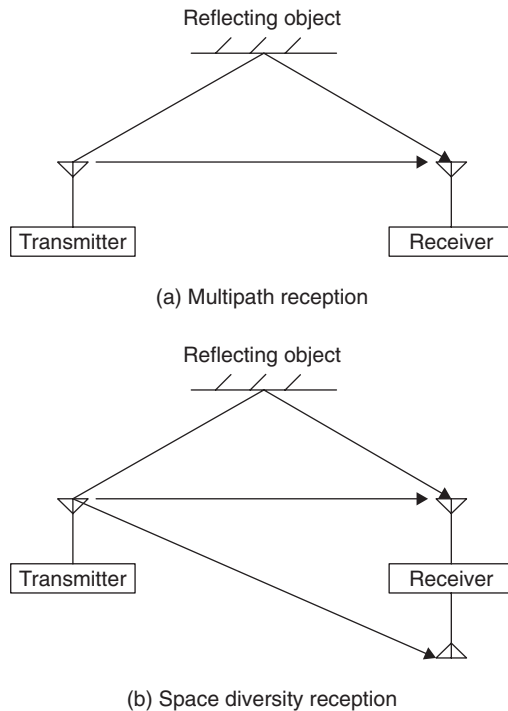 Reflecting object
Transmitter
Receiver
(a) Multipath reception
Reflecting object
Transmitter
Receiver
(b) Space diversity reception